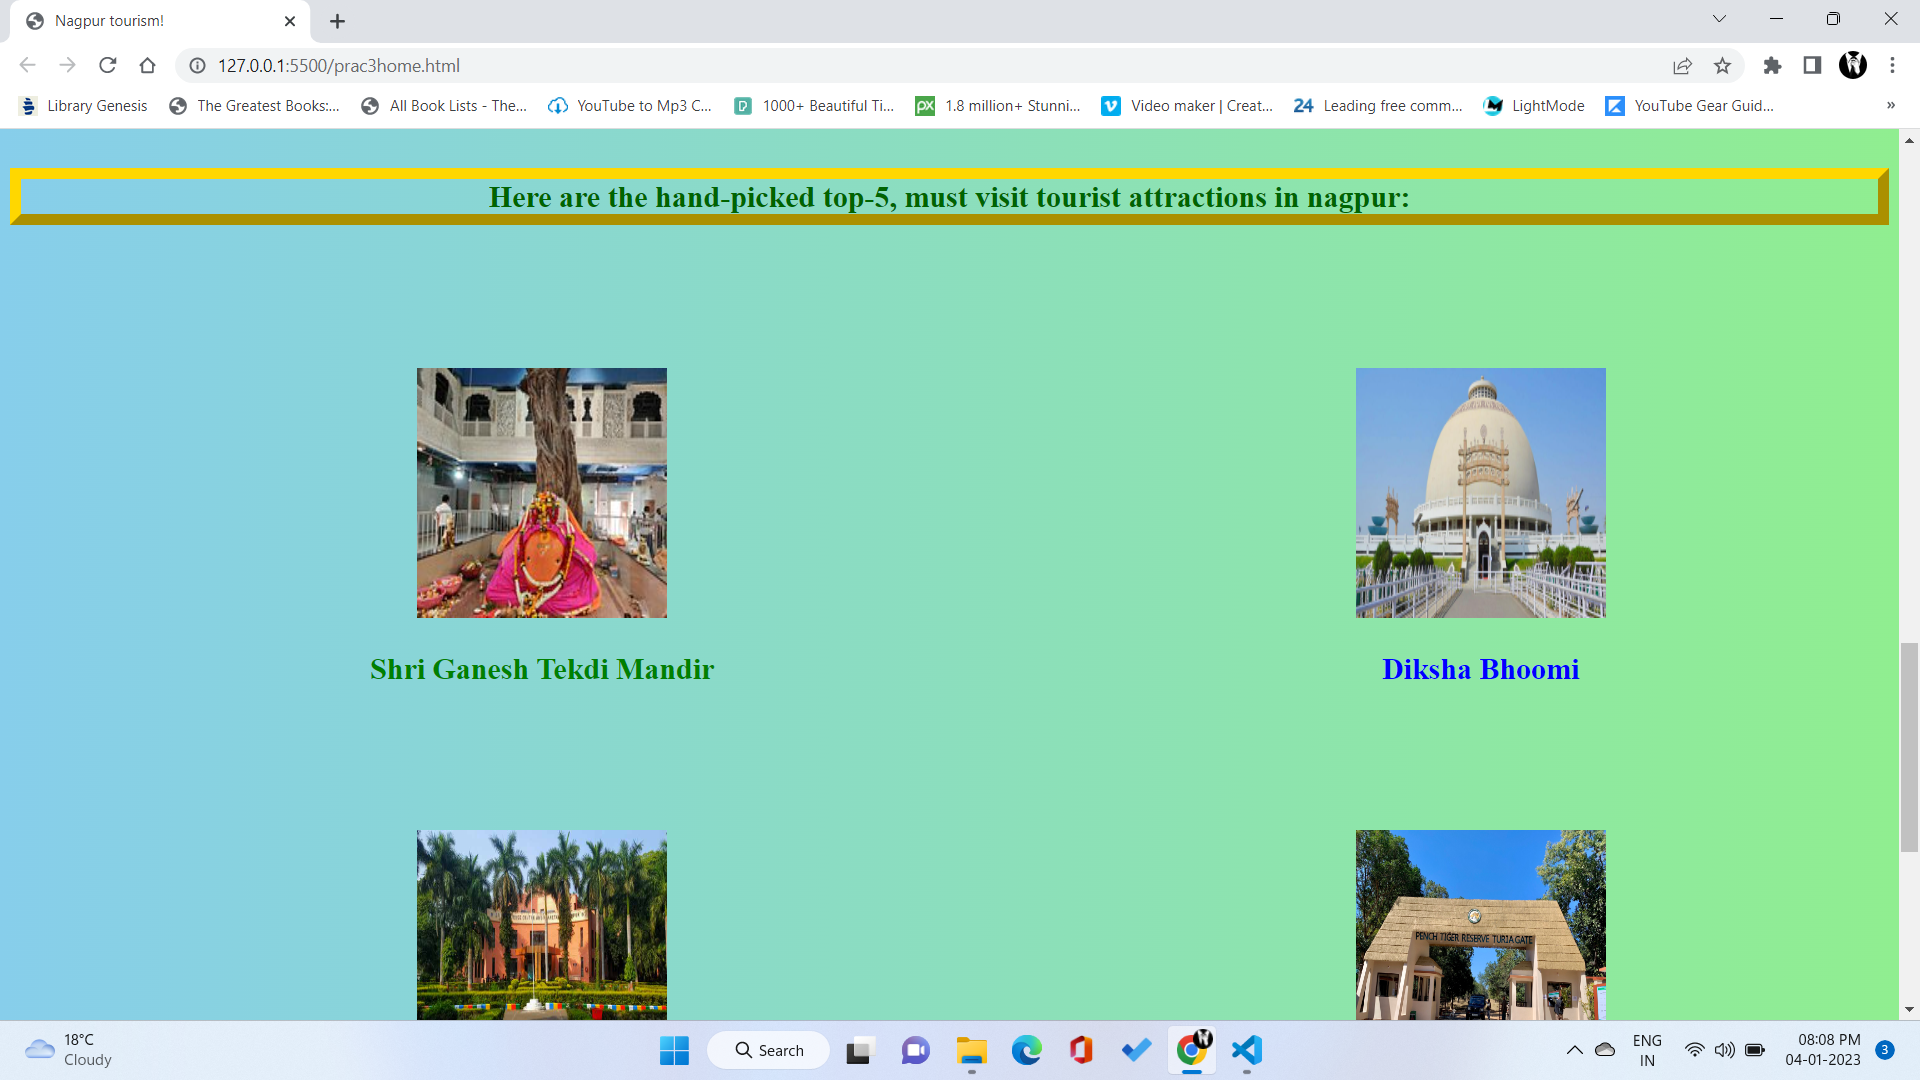 Nagpur tourism!
127.0.0.1:5500/prac3home.html
Library Genesis
The Greatest Books:...
All Book Lists - The...
YouTube to Mp3 C...
1000+ Beautiful Ti...
1.8 million+ Stunni...
Video maker | Creat...
24
Leading free comm...
LightMode
YouTube Gear Guid...
»
Here are the hand-picked top-5, must visit tourist attractions in nagpur:
Shri Ganesh Tekdi Mandir
Diksha Bhoomi
PENCH TIGER RESERVE TURIA GATE
18°C
Cloudy
Search
ENG
IN
08:08 PM
04-01-2023
3